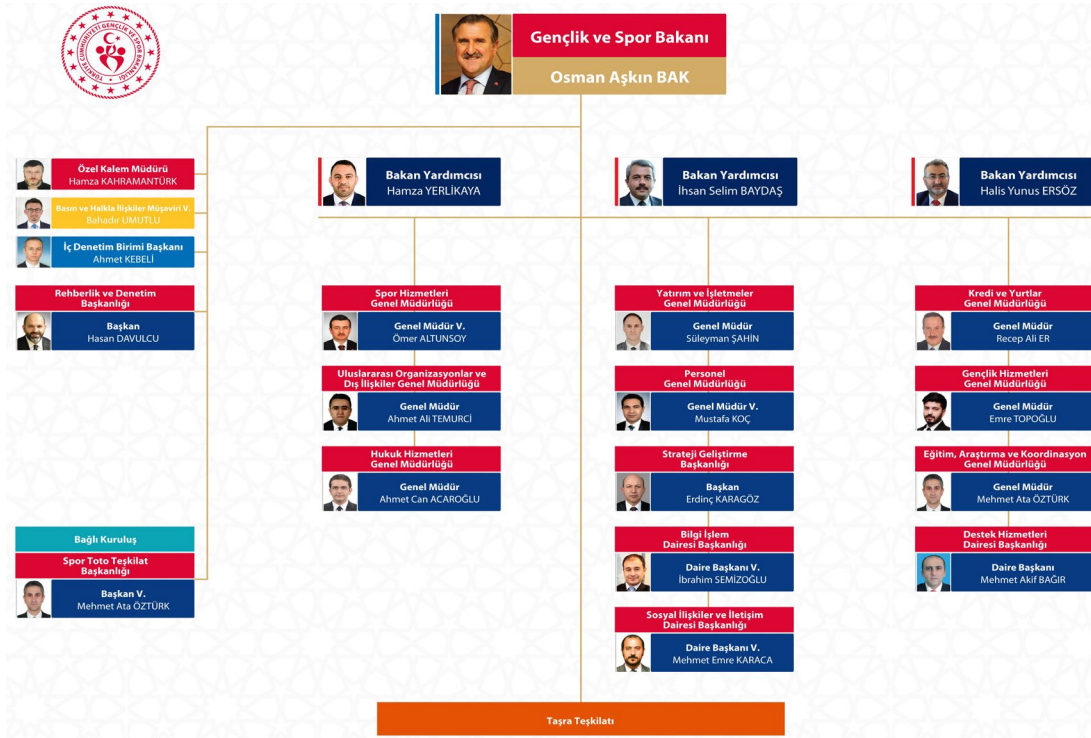 TÜRKİYE CUMHURİYETİ GENÇLİK VE SPOR BAKANLIĞI
Gençlik ve Spor Bakanı
Osman Aşkın BAK
Özel Kalem Müdürü
Hamza KAHRAMANTÜRK
Basın ve Halkla İlişkiler Müşaviri V.
Bahadır UMUTLU
İç Denetim Birimi Başkanı
Ahmet KEBELİ
Rehberlik ve Denetim
Başkanlığı
Başkan
Hasan DAVULCU
Bağlı Kuruluş
Spor Toto Teşkilat
Başkanlığı
Başkan V.
Mehmet Ata ÖZTÜRK
Bakan Yardımcısı
Hamza YERLİKAYA
Spor Hizmetleri
Genel Müdürlüğü
Genel Müdür V.
Ömer ALTUNSOY
Uluslararası Organizasyonlar ve
Dış İlişkiler Genel Müdürlüğü
Genel Müdür
Ahmet Ali TEMURCİ
Hukuk Hizmetleri
Genel Müdürlüğü
Genel Müdür
Ahmet Can ACAROĞLU
Bakan Yardımcısı
İhsan Selim BAYDAŞ
Yatırım ve İşletmeler
Genel Müdürlüğü
Genel Müdür
Süleyman ŞAHİN
Personel
Genel Müdürlüğü
Genel Müdür V.
Mustafa KOÇ
Strateji Geliştirme
Başkanlığı
Başkan
Erdinç KARAGÖZ
Bilgi İşlem
Dairesi Başkanlığı
Daire Başkanı V.
İbrahim SEMİZOĞLU
Sosyal İlişkiler ve İletişim
Dairesi Başkanlığı
Daire Başkanı V.
Mehmet Emre KARACA
Bakan Yardımcısı
Halis Yunus ERSÖZ
Kredi ve Yurtlar
Genel Müdürlüğü
Genel Müdür
Recep Ali ER
Gençlik Hizmetleri
Genel Müdürlüğü
Genel Müdür
Emre TOPOĞLU
Eğitim, Araştırma ve Koordinasyon
Genel Müdürlüğü
Genel Müdür
Mehmet Ata ÖZTÜRK
Destek Hizmetleri
Dairesi Başkanlığı
Daire Başkanı
Mehmet Akif BAĞIR
Taşra Teşkilatı